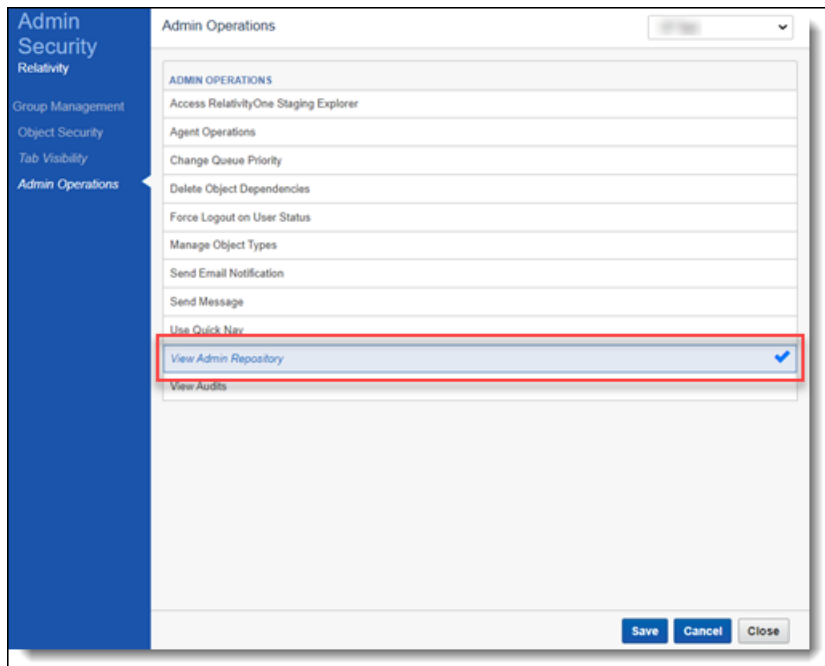 Admin
Security
Relativity
Group Management
Object Security
Tab Visibility
Admin Operations
Admin Operations
ADMIN OPERATIONS
Access RelativityOne Staging Explorer
Agent Operations
Change Queue Priority
Delete Object Dependencies
Force Logout on User Status
Manage Object Types
Send Email Notification
Send Message
Use Quick Nav
View Admin Repository
View Audits
Save Cancel Close